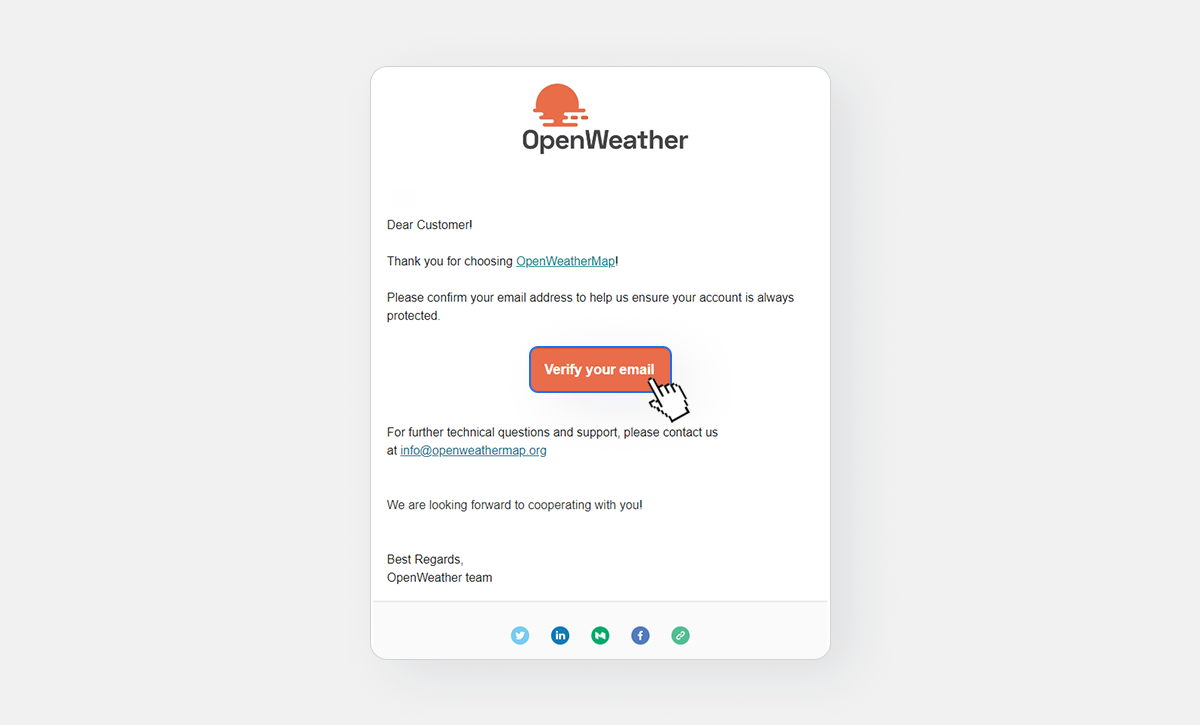 OpenWeather
Dear Customer!
Thank you for choosing OpenWeatherMap!
Please confirm your email address to help us ensure your account is always
protected.
Verify your email
For further technical questions and support, please contact us
at info@openweathermap.org
We are looking forward to cooperating with you!
Best Regards,
OpenWeather team